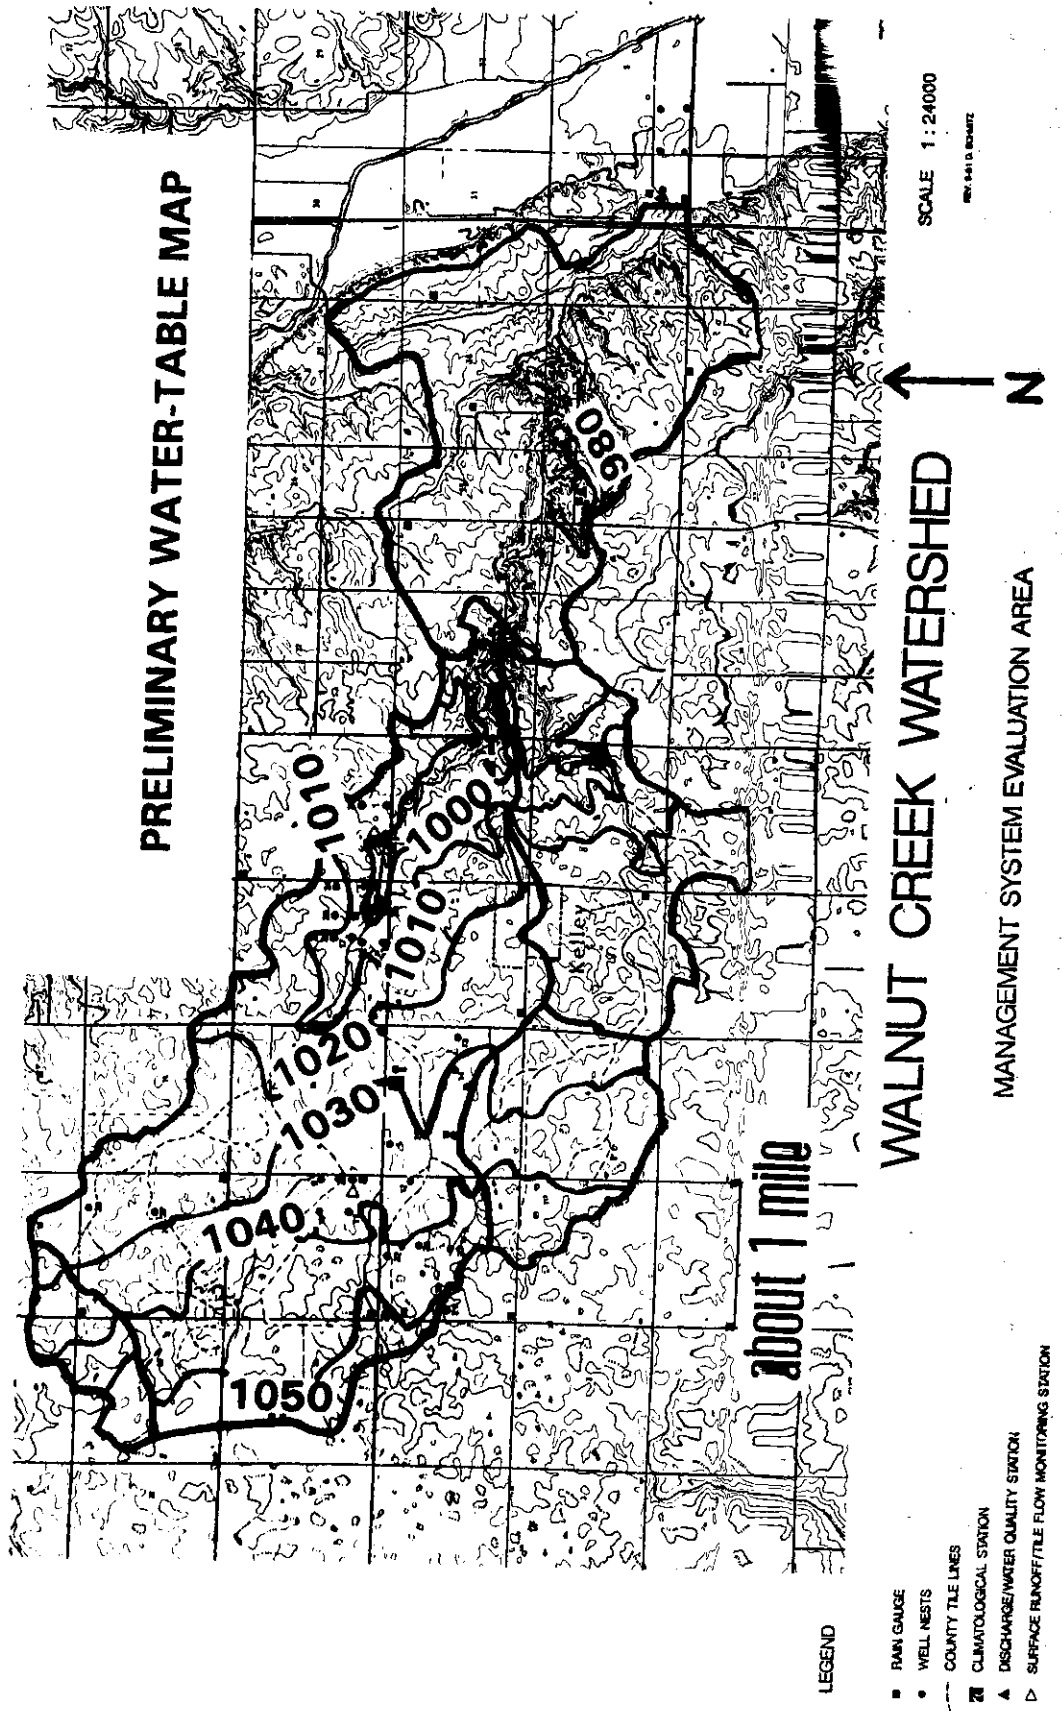 PRELIMINARY WATER-TABLE MAP
1010
1000
1010
1020
1030
1040
1050
980
Kelley
about 1 mile
WALNUT CREEK WATERSHED
MANAGEMENT SYSTEM EVALUATION AREA
SCALE 1:24000
N
LEGEND
RAIN GAUGE
WELL NESTS
COUNTY TILE LINES
CLIMATOLOGICAL STATION
DISCHARGE/WATER QUALITY STATION
SURFACE RUNOFF/TILE FLOW MONITORING STATION